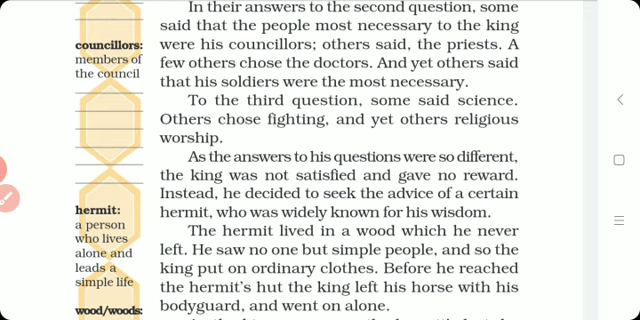 In their answers to the second question, some
said that the people most necessary to the king
were his councillors; others said, the priests. A
few others chose the doctors. And yet others said
that his soldiers were the most necessary.
To the third question, some said science.
Others chose fighting, and yet others religious
worship.
As the answers to his questions were so different,
the king was not satisfied and gave no reward.
Instead, he decided to seek the advice of a certain
hermit, who was widely known for his wisdom.
The hermit lived in a wood which he never
left. He saw no one but simple people, and so the
king put on ordinary clothes. Before he reached
the hermit's hut the king left his horse with his
bodyguard, and went on alone.
councillors:
members of
the council
hermit:
a person
who lives
alone and
leads a
simple life
wood/woods: